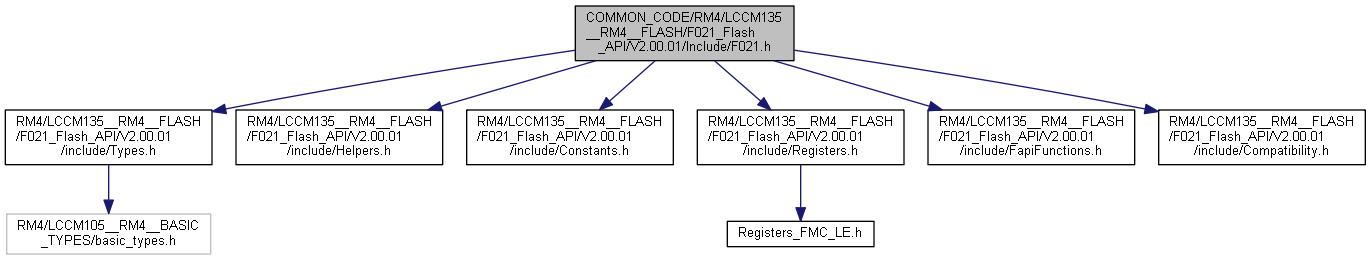 COMMON_CODE/RM4/LCCM135
__RM4__FLASH/F021_Flash
_API/V2.00.01/Include/F021.h
RM4/LCCM135__RM4__FLASH
/F021_Flash_API/V2.00.01
/include/Types.h
RM4/LCCM135__RM4__FLASH
/F021_Flash_API/V2.00.01
/include/Helpers.h
RM4/LCCM135__RM4__FLASH
/F021_Flash_API/V2.00.01
/include/Constants.h
RM4/LCCM135__RM4__FLASH
/F021_Flash_API/V2.00.01
/include/Registers.h
RM4/LCCM135__RM4__FLASH
/F021_Flash_API/V2.00.01
/include/FapiFunctions.h
RM4/LCCM135__RM4__FLASH
/F021_Flash_API/V2.00.01
/include/Compatibility.h
RM4/LCCM105__RM4__BASIC
_TYPES/basic_types.h
Registers_FMC_LE.h